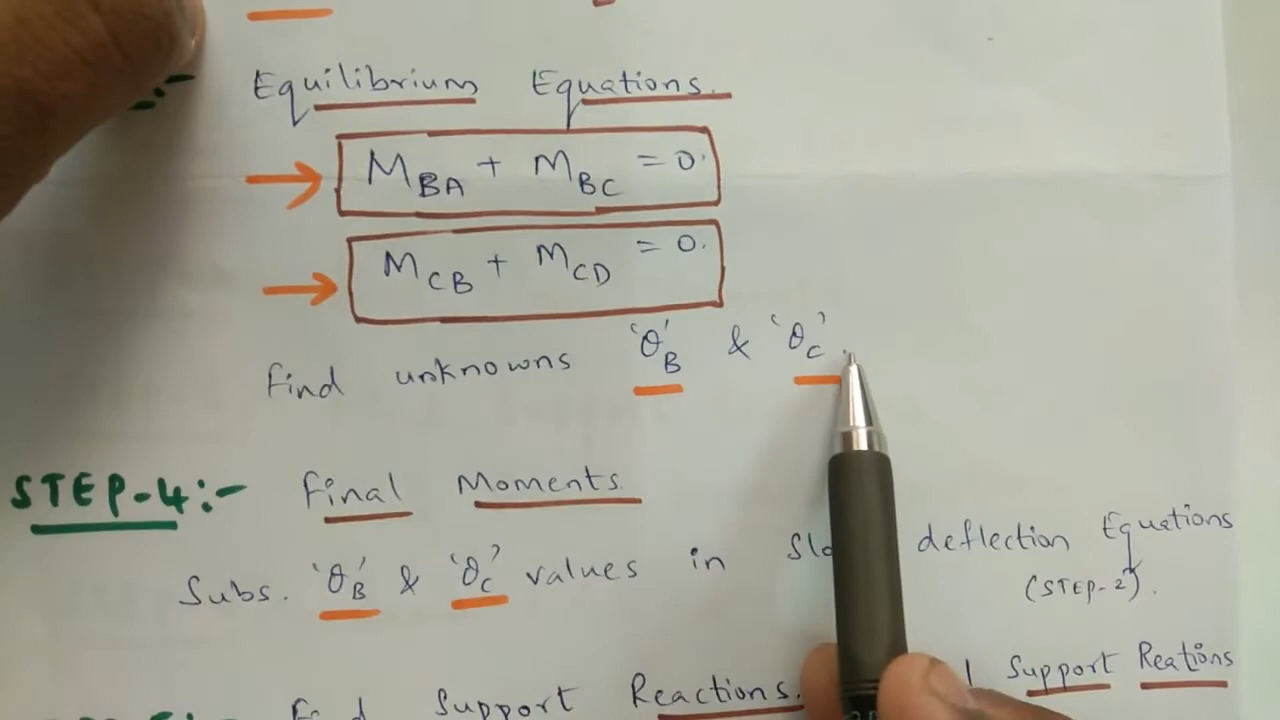 Equilibrium Equations.
M_BA + M_BC = 0.
M_CB + M_CD = 0.
find unknowns 'θ_B' & 'θ_C'.
STEP-4:- Final Moments.
Subs. 'θ_B' & 'θ_C' values in deflection Equations
(STEP-2).
Support Reactions. Support Reations